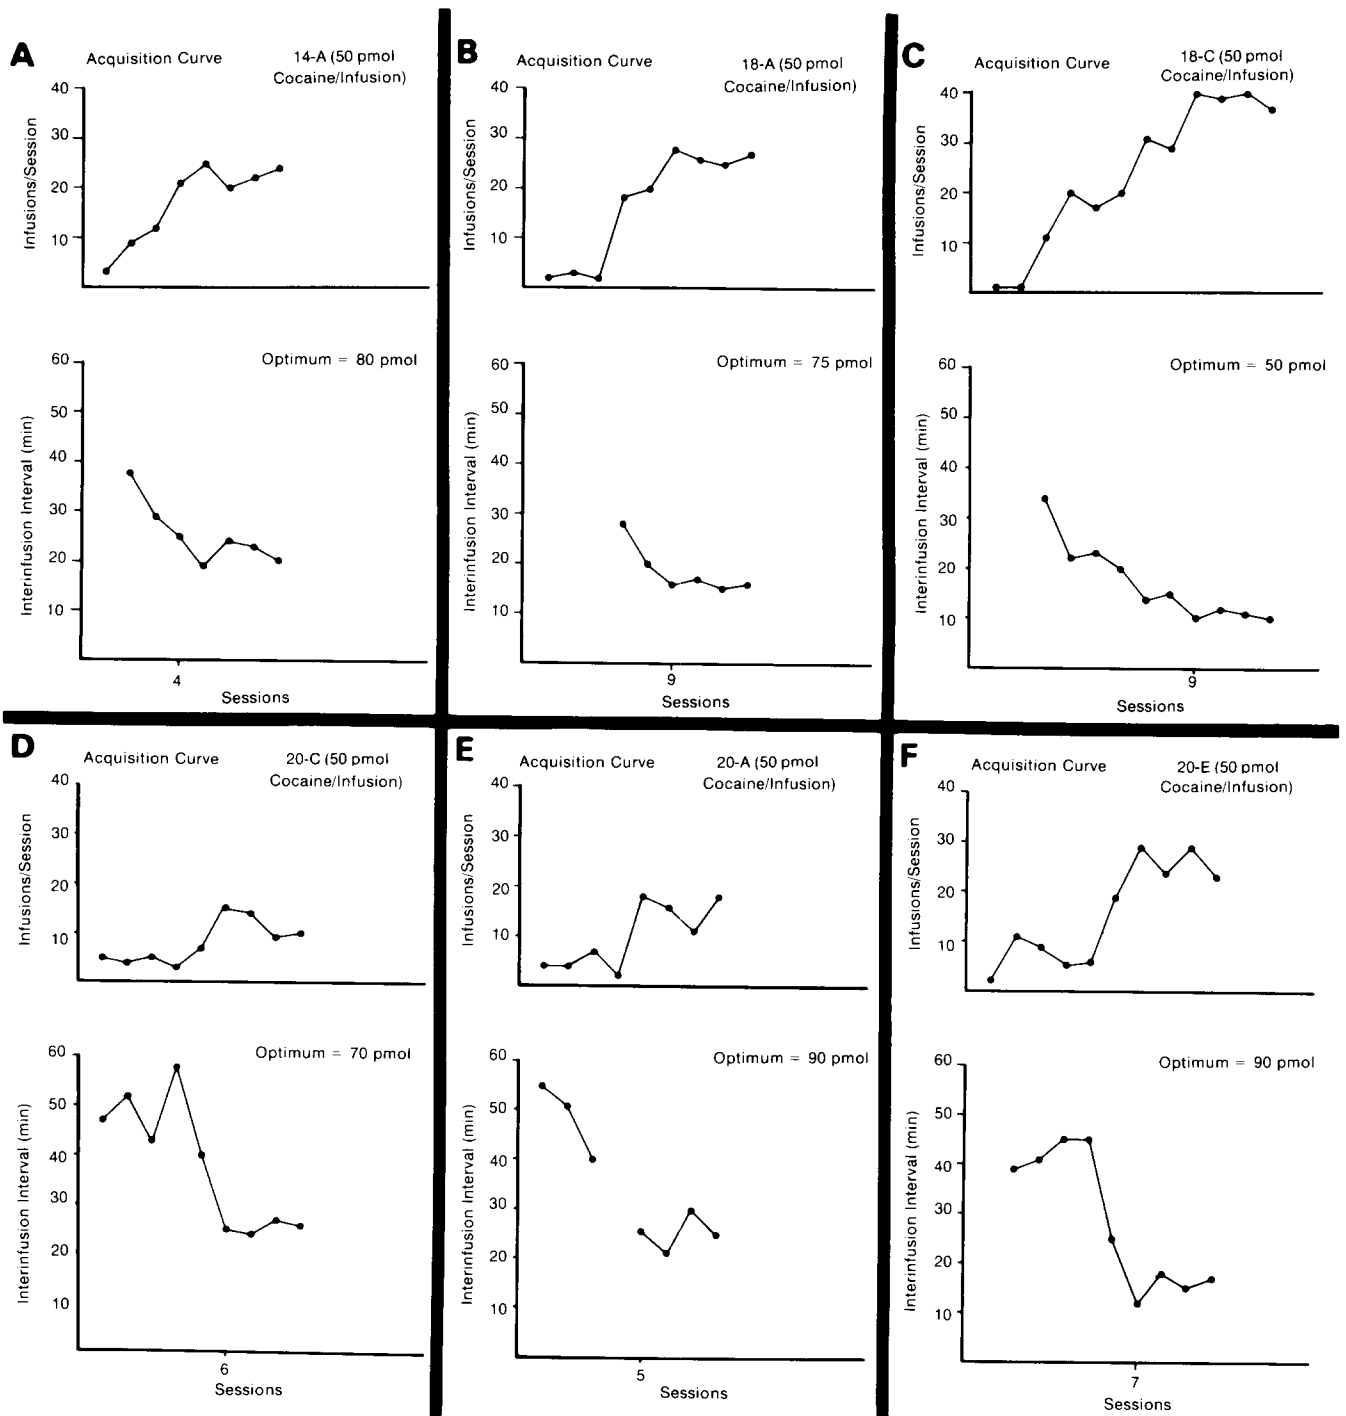 A
Acquisition Curve
14-A (50 pmol
Cocaine/Infusion)
40
30
20
10
Infusions/Session
Optimum = 80 pmol
60
50
40
30
20
10
Interinfusion Interval (min)
4
Sessions
B
Acquisition Curve
18-A (50 pmol
Cocaine/Infusion)
40
30
20
10
Infusions/Session
Optimum = 75 pmol
60
50
40
30
20
10
Interinfusion Interval (min)
9
Sessions
C
Acquisition Curve
18-C (50 pmol
Cocaine/Infusion)
40
30
20
10
Infusions/Session
Optimum = 50 pmol
60
50
40
30
20
10
Interinfusion Interval (min)
9
Sessions
D
Acquisition Curve
20-C (50 pmol
Cocaine/Infusion)
40
30
20
10
Infusions/Session
Optimum = 70 pmol
60
50
40
30
20
10
Interinfusion Interval (min)
6
Sessions
E
Acquisition Curve
20-A (50 pmol
Cocaine/Infusion)
40
30
20
10
Infusions/Session
Optimum = 90 pmol
60
50
40
30
20
10
Interinfusion Interval (min)
5
Sessions
F
Acquisition Curve
20-E (50 pmol
Cocaine/Infusion)
40
30
20
10
Infusions/Session
Optimum = 90 pmol
60
50
40
30
20
10
Interinfusion Interval (min)
7
Sessions